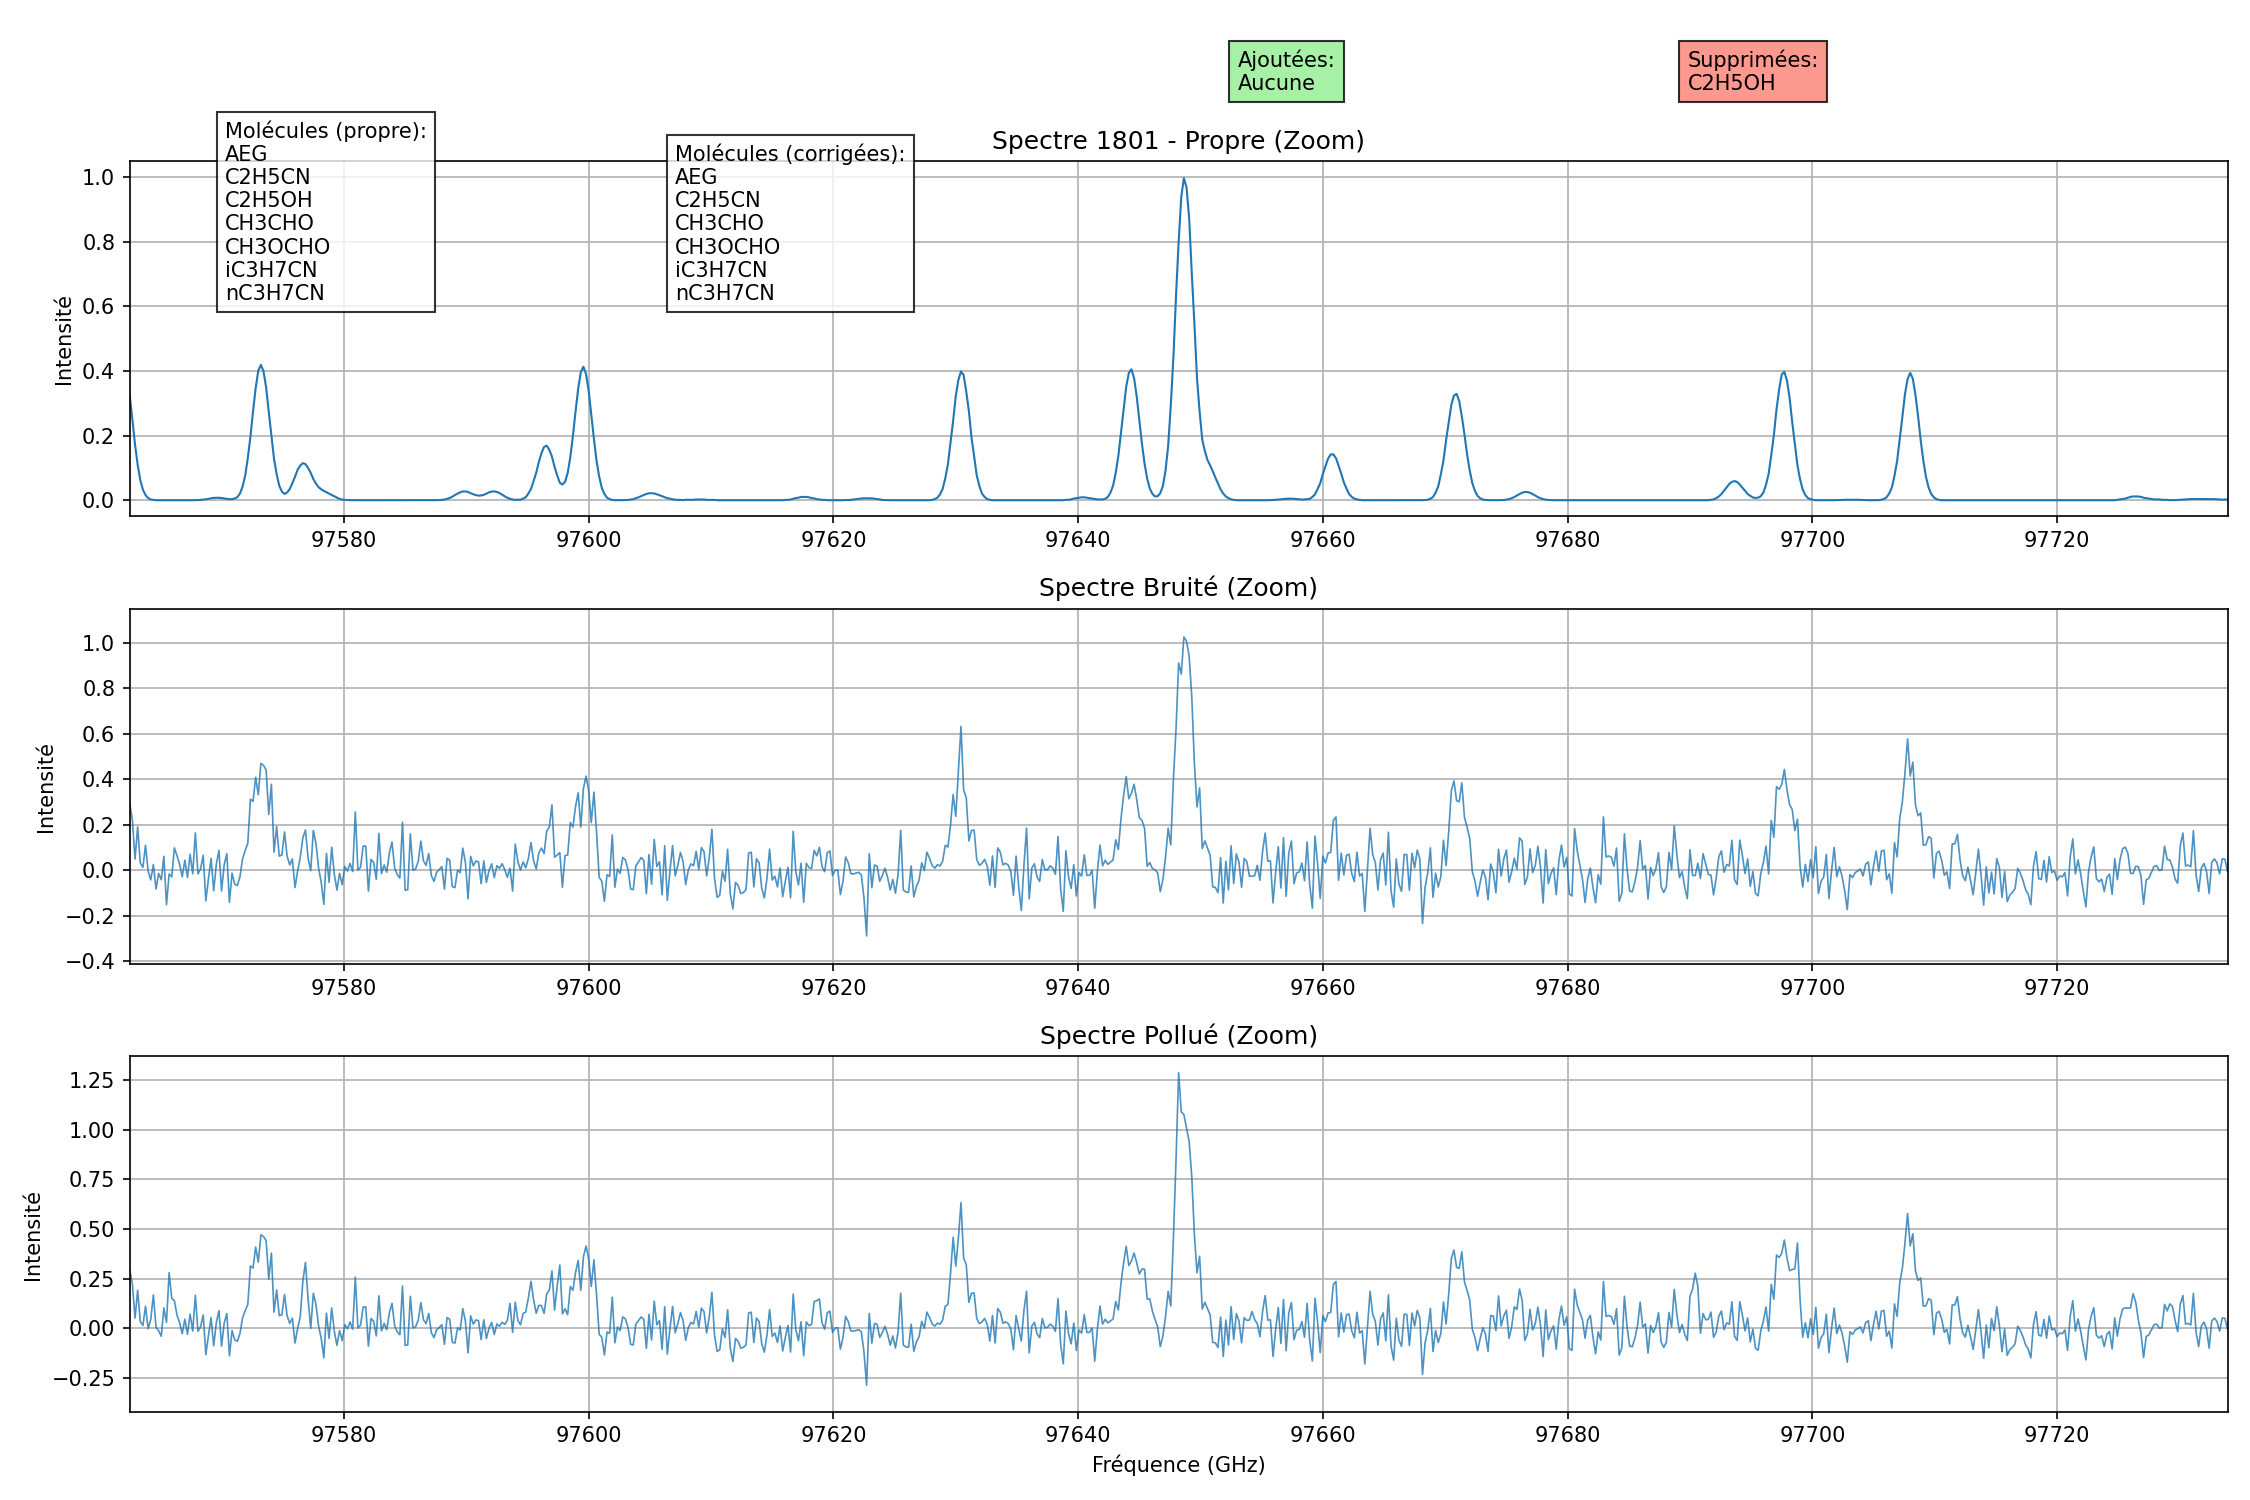 Ajoutées:
Aucune
Supprimées:
C2H5OH
Molécules (propre):
AEG
C2H5CN
C2H5OH
CH3CHO
CH3OCHO
iC3H7CN
nC3H7CN
Molécules (corrigées):
AEG
C2H5CN
CH3CHO
CH3OCHO
iC3H7CN
nC3H7CN
Spectre 1801 - Propre (Zoom)
Intensité
1.0
0.8
0.6
0.4
0.2
0.0
97580 97600 97620 97640 97660 97680 97700 97720
Spectre Bruité (Zoom)
Intensité
1.0
0.8
0.6
0.4
0.2
0.0
−0.2
−0.4
97580 97600 97620 97640 97660 97680 97700 97720
Spectre Pollué (Zoom)
Intensité
1.25
1.00
0.75
0.50
0.25
0.00
−0.25
97580 97600 97620 97640 97660 97680 97700 97720
Fréquence (GHz)